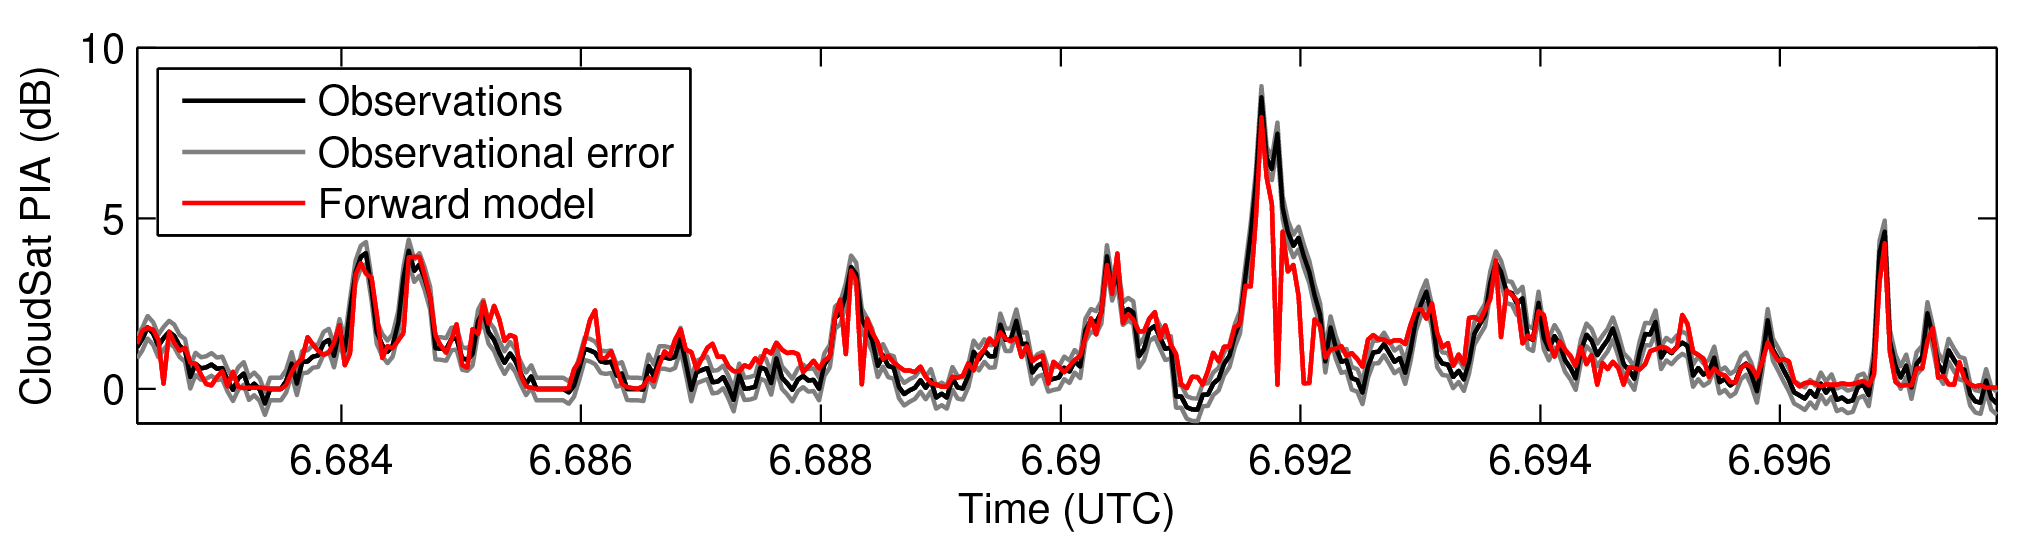 10
5
0
CloudSat PIA (dB)
Observations
Observational error
Forward model
6.684 6.686 6.688 6.69 6.692 6.694 6.696
Time (UTC)